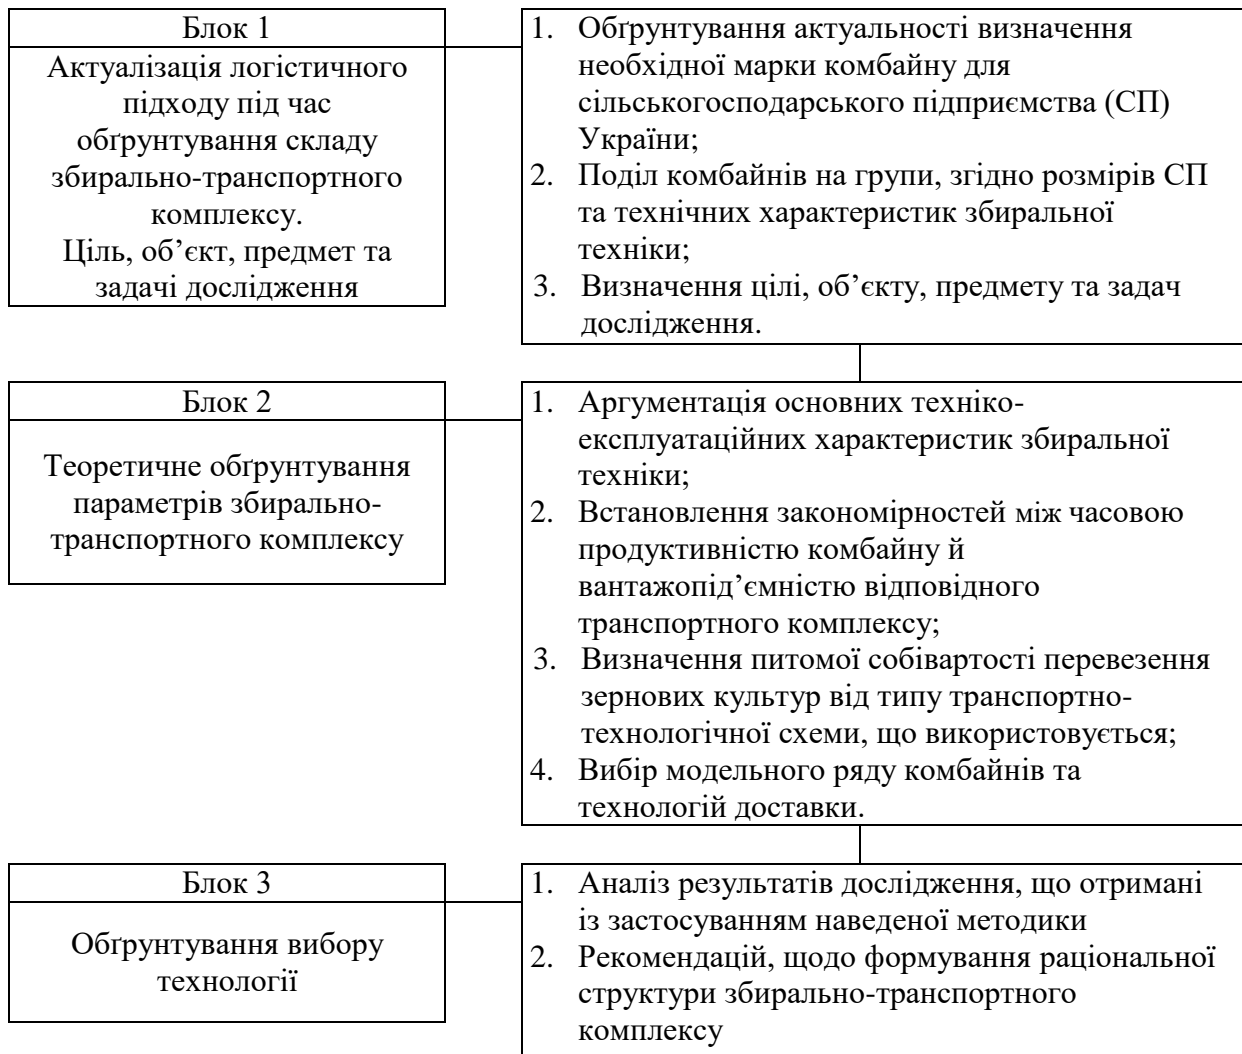 Блок 1
Актуалізація логістичного
підходу під час
обґрунтування складу
збирально-транспортного
комплексу.
Ціль, об’єкт, предмет та
задачі дослідження
1. Обґрунтування актуальності визначення
необхідної марки комбайну для
сільськогосподарського підприємства (СП)
України;
2. Поділ комбайнів на групи, згідно розмірів СП
та технічних характеристик збиральної
техніки;
3. Визначення цілі, об’єкту, предмету та задач
дослідження.
Блок 2
Теоретичне обґрунтування
параметрів збирально-
транспортного комплексу
1. Аргументація основних техніко-
експлуатаційних характеристик збиральної
техніки;
2. Встановлення закономірностей між часовою
продуктивністю комбайну й
вантажопід’ємністю відповідного
транспортного комплексу;
3. Визначення питомої собівартості перевезення
зернових культур від типу транспортно-
технологічної схеми, що використовується;
4. Вибір модельного ряду комбайнів та
технологій доставки.
Блок 3
Обґрунтування вибору
технології
1. Аналіз результатів дослідження, що отримані
із застосуванням наведеної методики
2. Рекомендацій, щодо формування раціональної
структури збирально-транспортного
комплексу